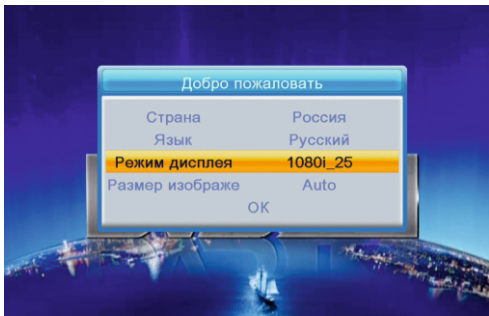 Добро пожаловать
Страна Россия
Язык Русский
Режим дисплея 1080i_25
Размер изображе Auto
OK